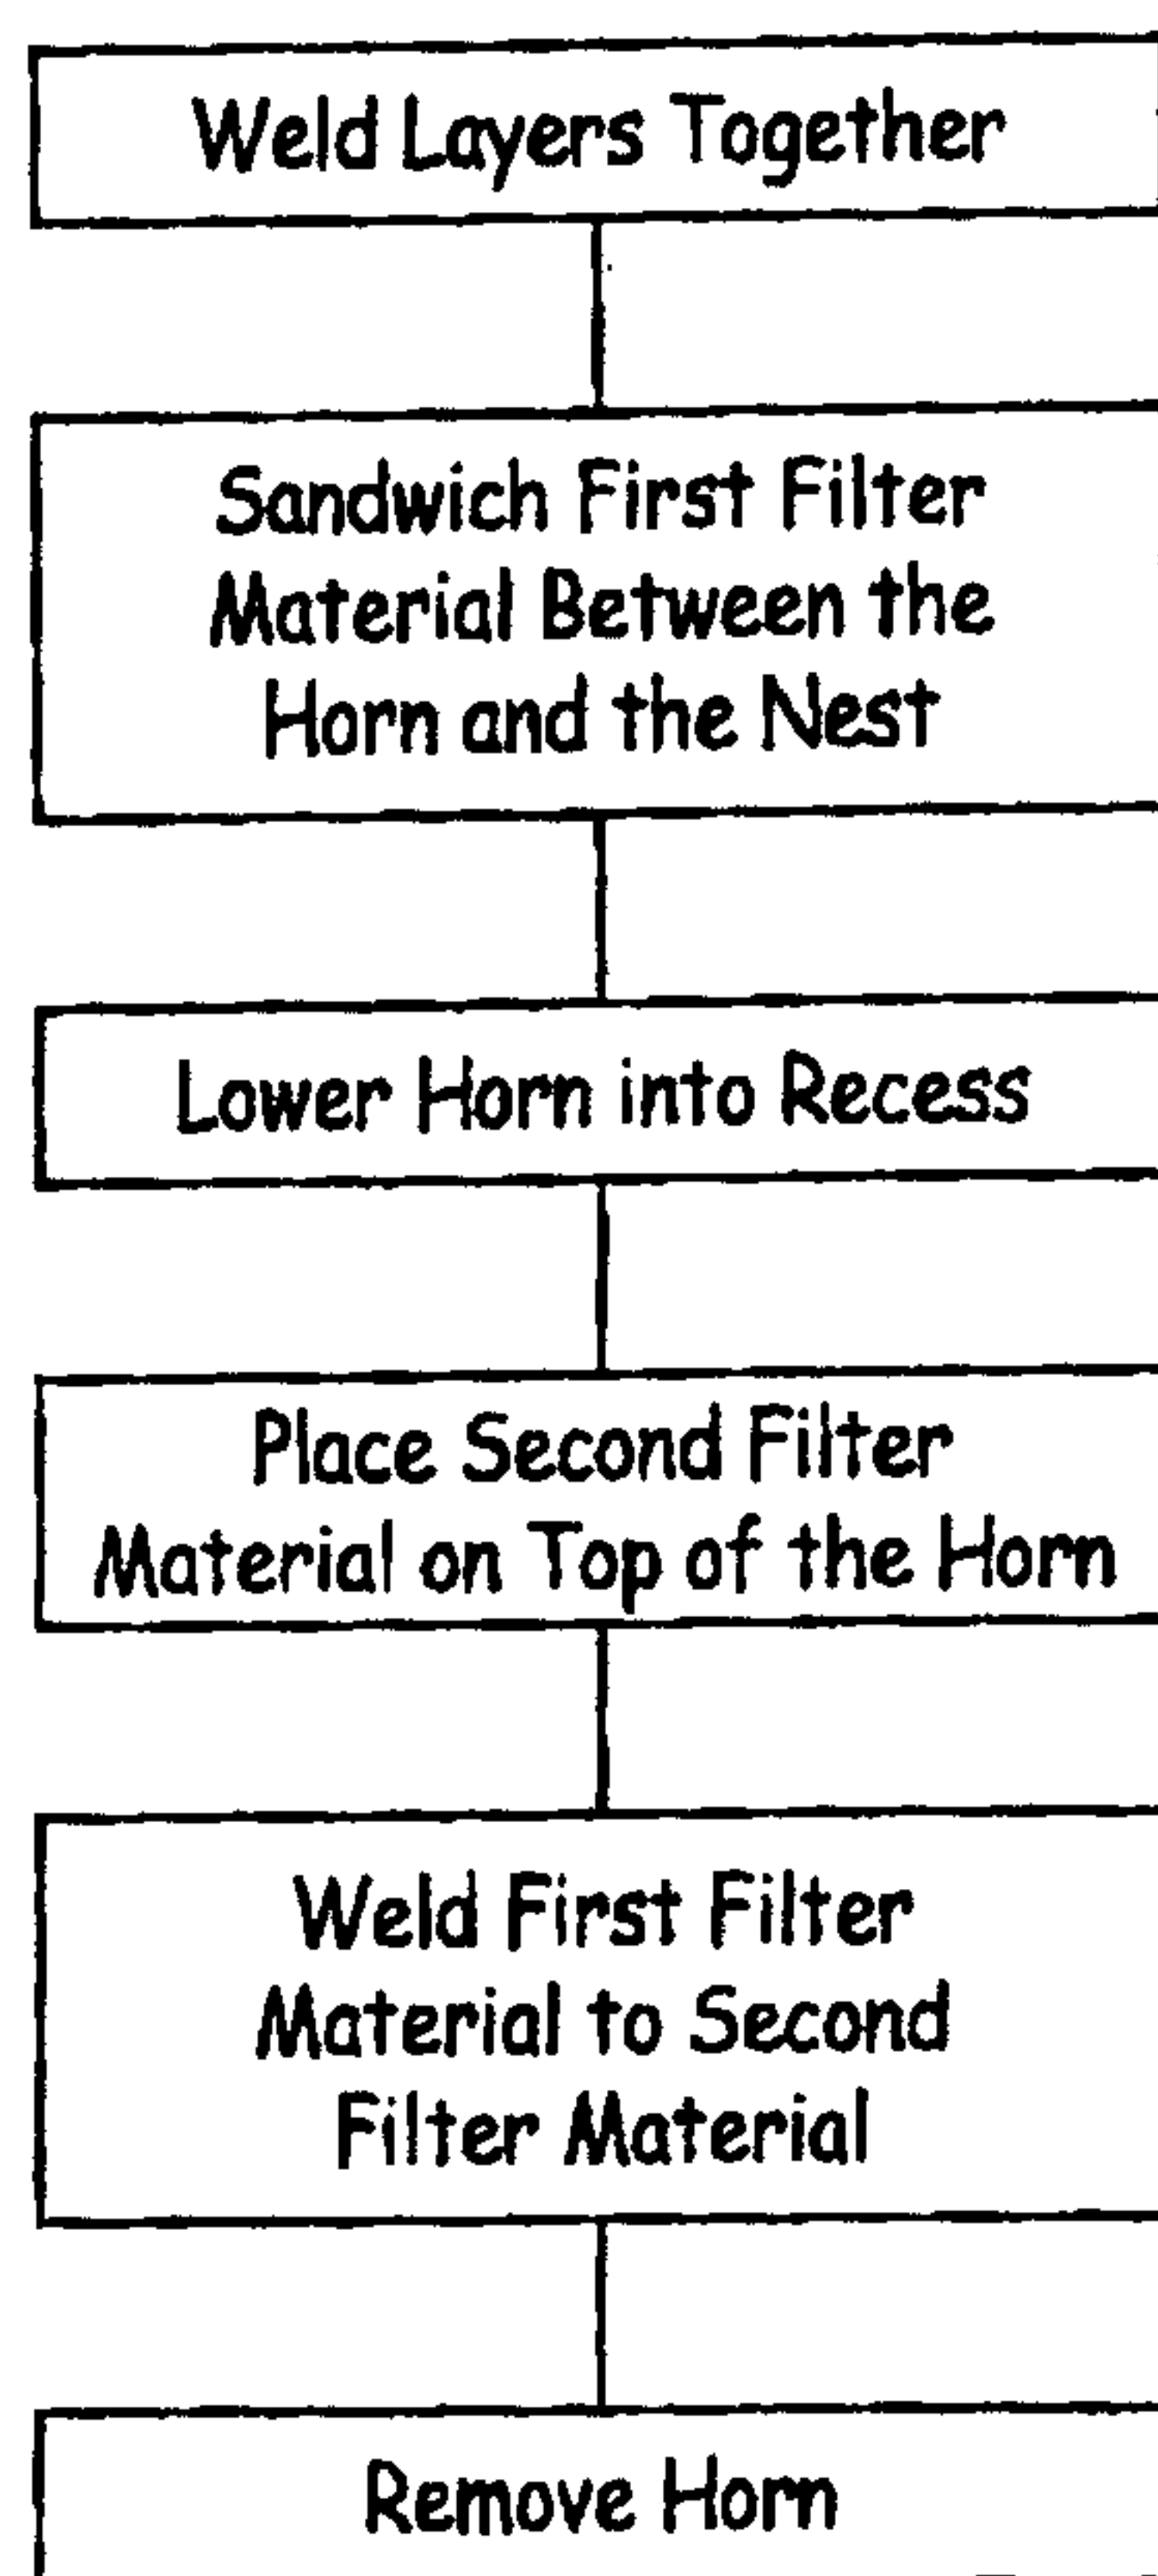 Weld Layers Together
Sandwich First Filter
Material Between the
Horn and the Nest
Lower Horn into Recess
Place Second Filter
Material on Top of the Horn
Weld First Filter
Material to Second
Filter Material
Remove Horn